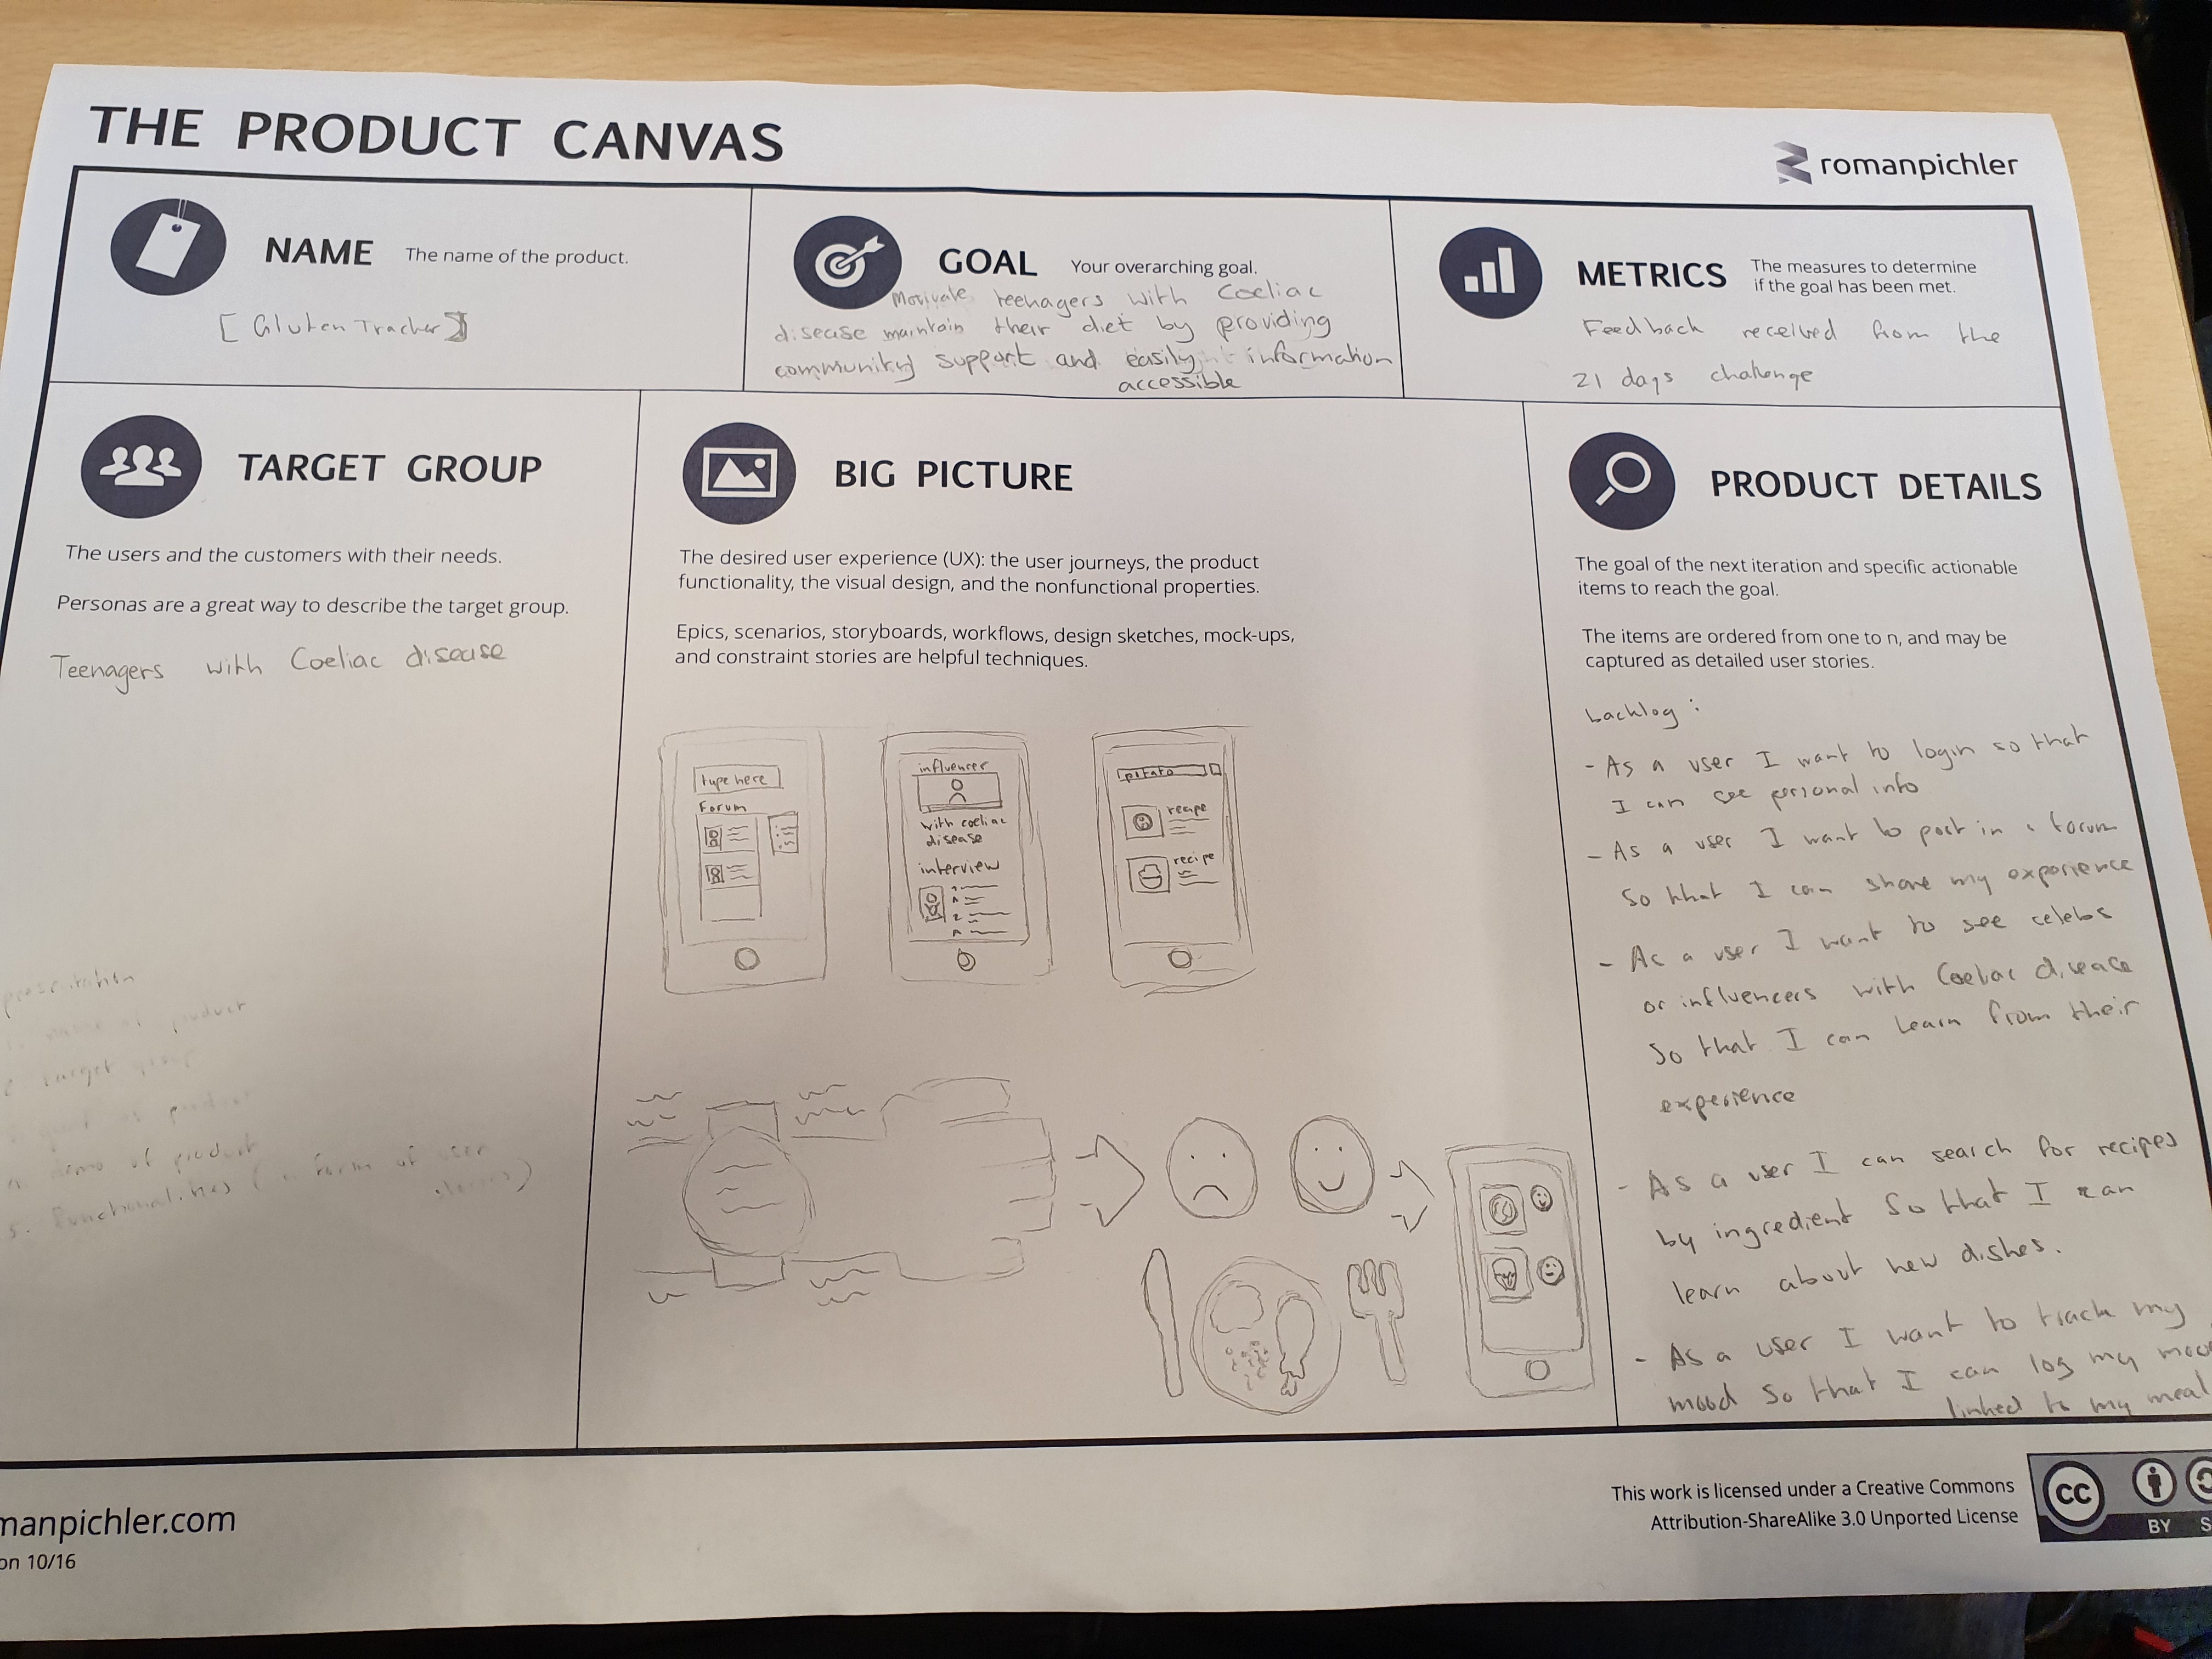 THE PRODUCT CANVAS
romanpichler
NAME The name of the product.
[Gluten Tracker]
GOAL Your overarching goal.
Motivate teenagers with Coeliac
disease maintain their diet by providing
community support and easily information
accessible
METRICS The measures to determine
if the goal has been met.
Feedback received from the
21 days challenge
TARGET GROUP
The users and the customers with their needs.
Personas are a great way to describe the target group.
Teenagers with Coeliac disease
presentation
name of product
2. target group
demo of product
5. functionalities ( form of user
BIG PICTURE
The desired user experience (UX): the user journeys, the product
functionality, the visual design, and the nonfunctional properties.
Epics, scenarios, storyboards, workflows, design sketches, mock-ups,
and constraint stories are helpful techniques.
type here
Forum
influencer
with coeliac
disease
interview
potato
recipe
recipe
PRODUCT DETAILS
The goal of the next iteration and specific actionable
items to reach the goal.
The items are ordered from one to n, and may be
captured as detailed user stories.
backlog:
- As a user I want to login so that
I can see personal info
- As a user I want to post in a forum
so that I can share my experience
- As a user I want to see celebs
or influencers with Coeliac disease
so that I can learn from their
experience
- As a user I can search for recipes
by ingredient so that I can
learn about new dishes.
- As a user I want to track my
mood so that I can log my mood
linked to my meal
manpichler.com
on 10/16
This work is licensed under a Creative Commons
Attribution-ShareAlike 3.0 Unported License
CC
BY S